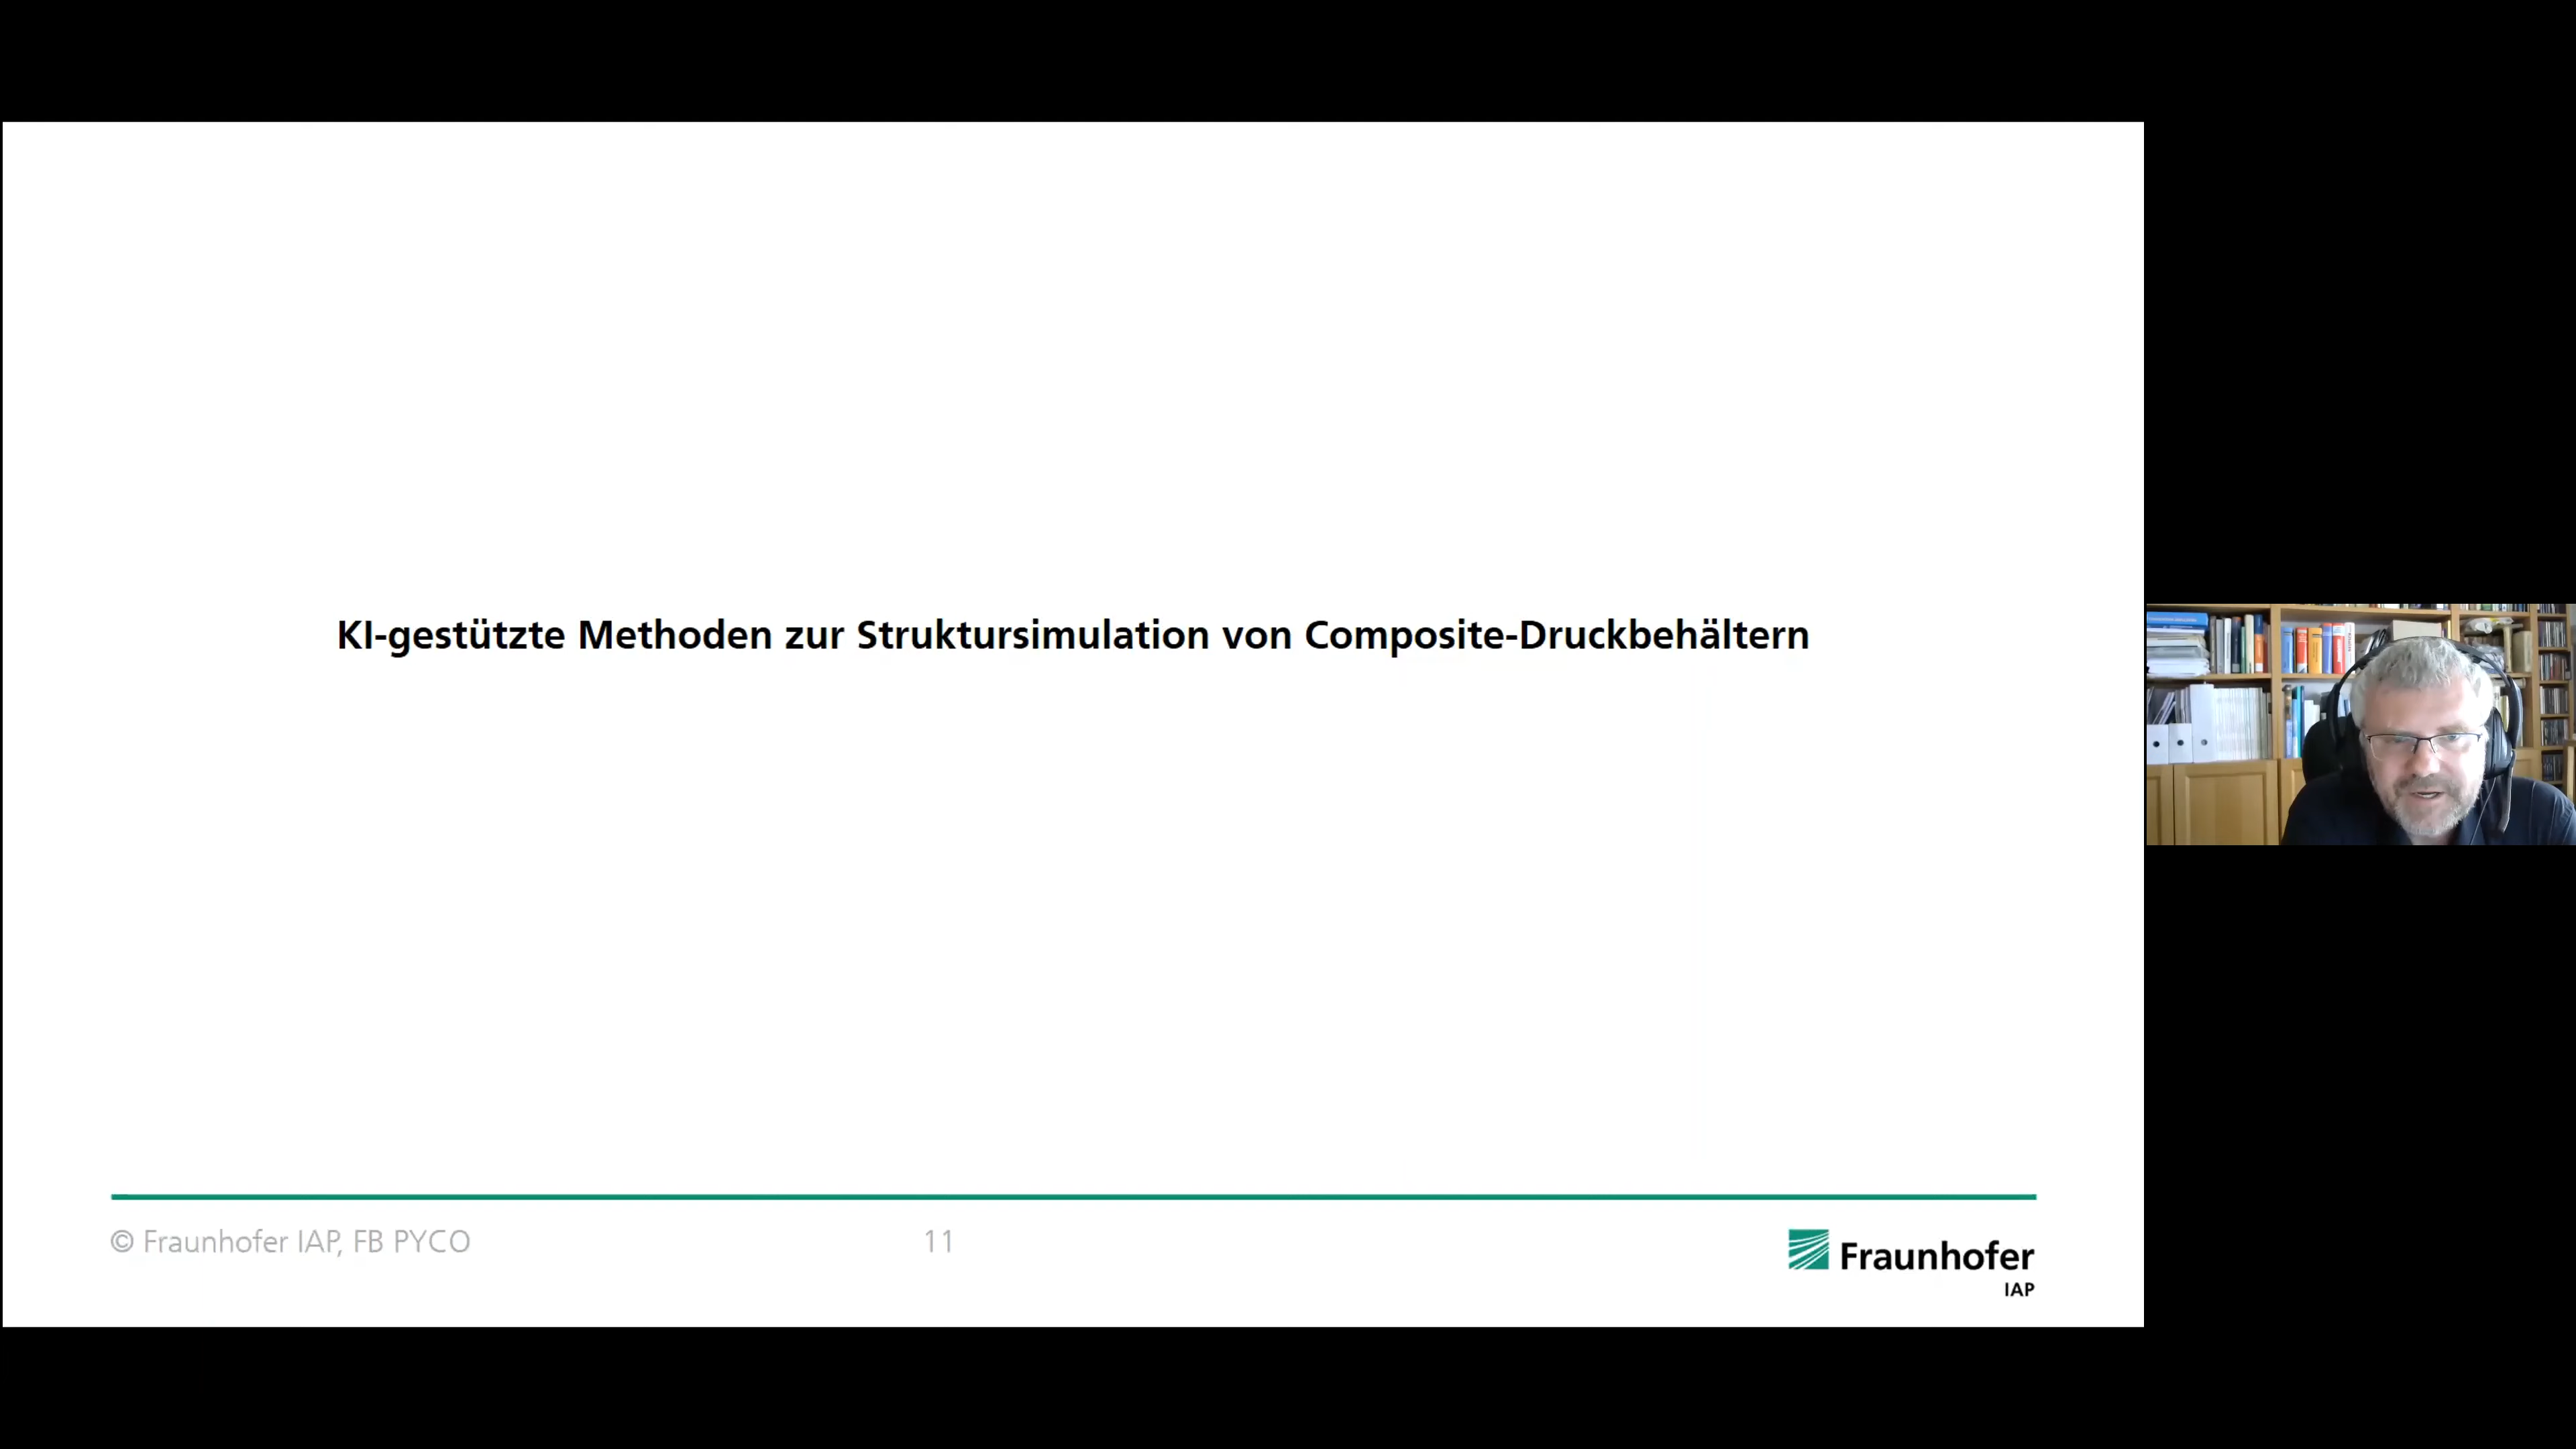 KI-gestützte Methoden zur Struktursimulation von Composite-Druckbehältern
© Fraunhofer IAP, FB PYCO
11
Fraunhofer
IAP